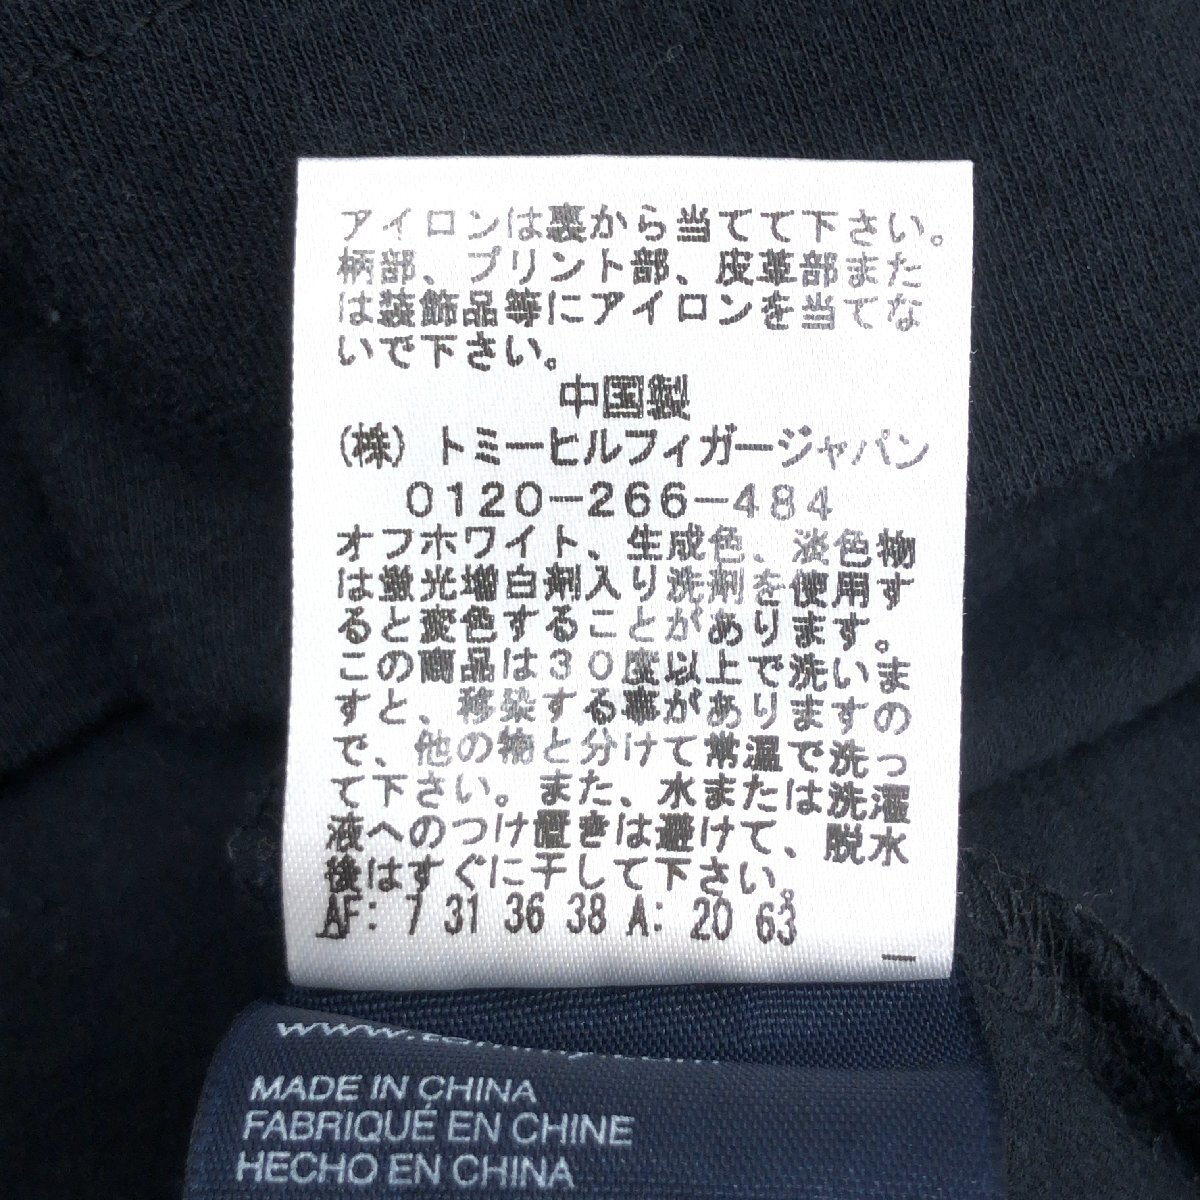 アイロンは裏から当てて下さい。
柄部、プリント部、皮革部また
は装飾品等にアイロンを当てな
いで下さい。
中国製
(株) トミーヒルフィガージャパン
0120-266-484
オフホワイト、生成色、淡色物
は蛍光増白剤入り洗剤を使用す
ると変色することがあります。
この商品は30度以上で洗いま
すと、移染する事がありますの
で、他の物と分けて常温で洗っ
て下さい。また、水または洗濯
液へのつけ置きは避けて、脱水
後はすぐに干して下さい。
AF: 7 31 36 38 A: 20 63
MADE IN CHINA
FABRIQUÉ EN CHINE
HECHO EN CHINA